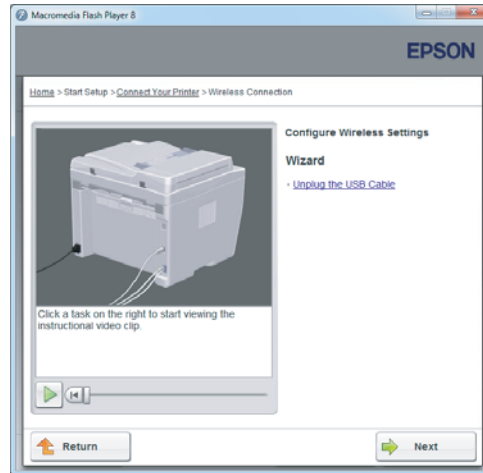 Macromedia Flash Player 8
EPSON
Home > Start Setup > Connect Your Printer > Wireless Connection
Configure Wireless Settings
Wizard
- Unplug the USB Cable
Click a task on the right to start viewing the
instructional video clip.
Return
Next